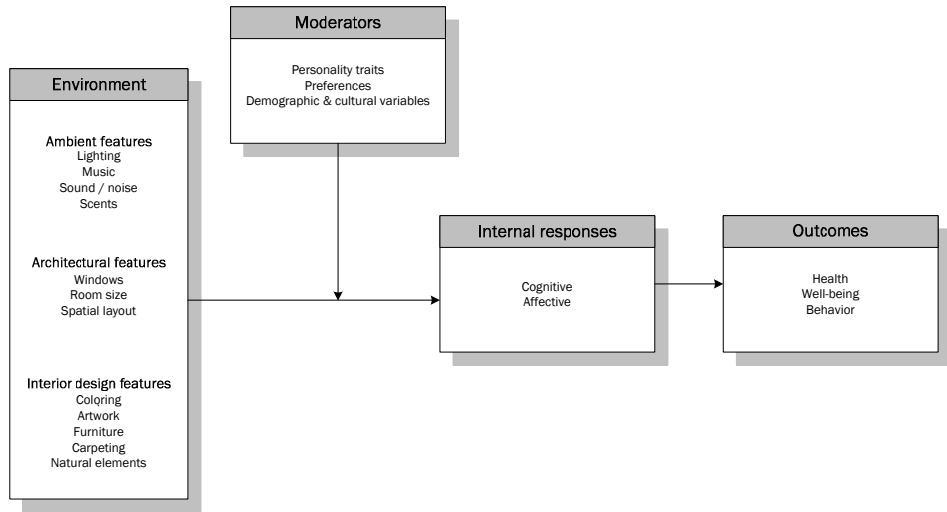 Moderators
Personality traits
Preferences
Demographic & cultural variables
Environment
Ambient features
Lighting
Music
Sound / noise
Scents
Architectural features
Windows
Room size
Spatial layout
Interior design features
Coloring
Artwork
Furniture
Carpeting
Natural elements
Internal responses
Cognitive
Affective
Outcomes
Health
Well-being
Behavior